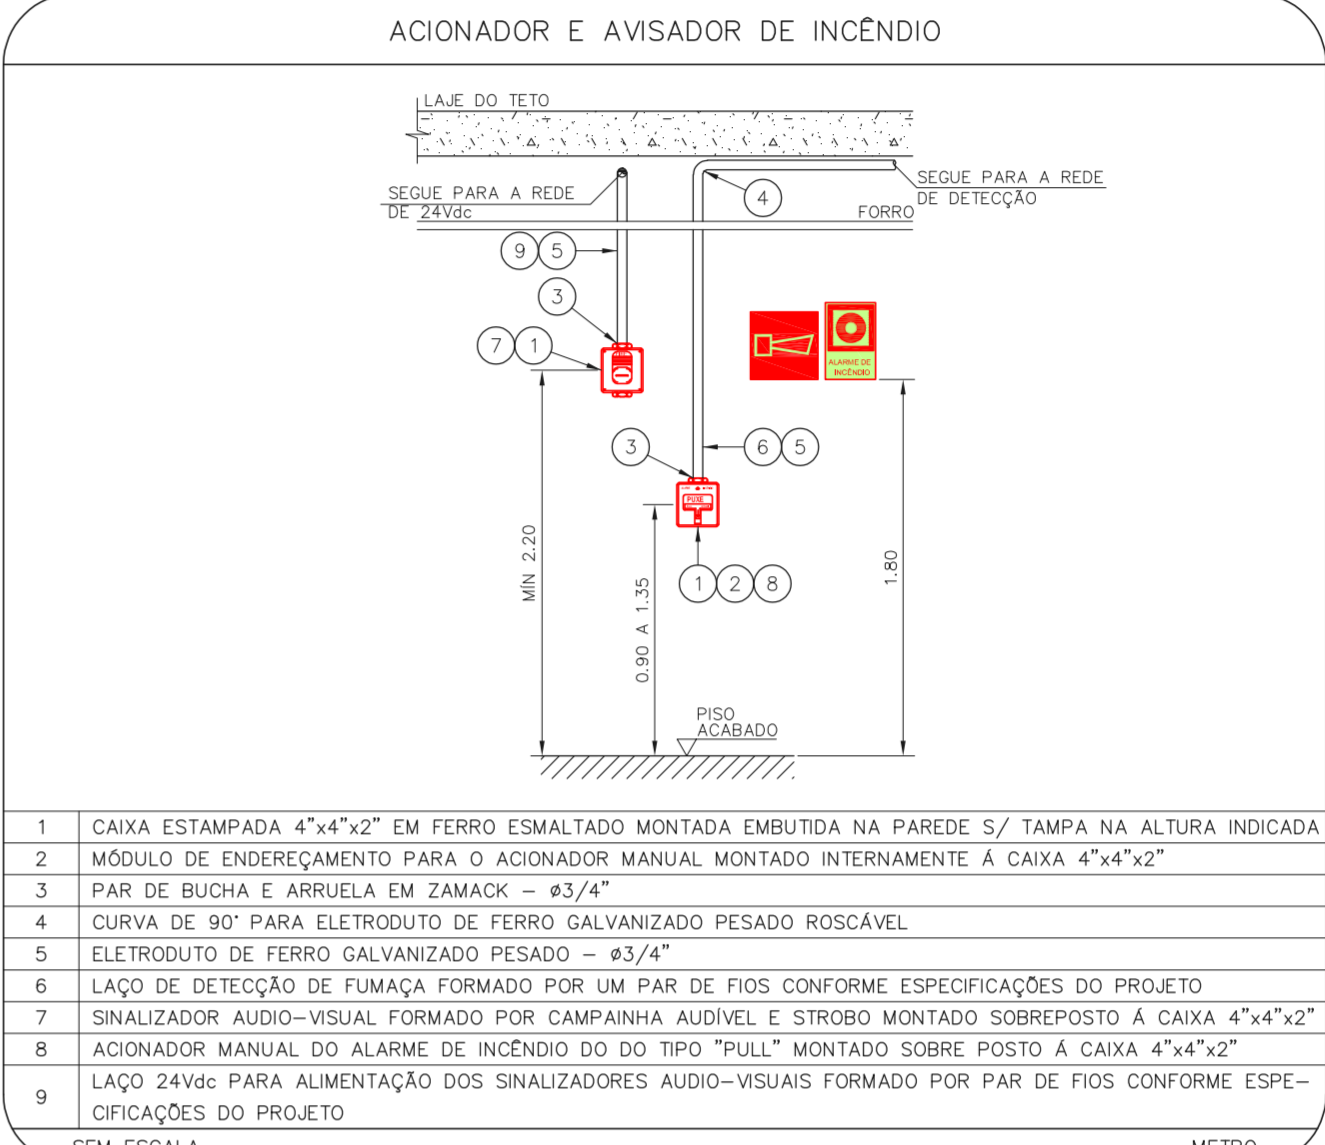 ACIONADOR E AVISADOR DE INCÊNDIO
LAJE DO TETO
SEGUE PARA A REDE
DE 24Vdc
4
SEGUE PARA A REDE
DE DETECÇÃO
FORRO
9 5
3
7 1
ALARME DE
INCÊNDIO
3
6 5
PUXE
1 2 8
MÍN 2.20
0.90 A 1.35
1.80
PISO
ACABADO
1 CAIXA ESTAMPADA 4"x4"x2" EM FERRO ESMALTADO MONTADA EMBUTIDA NA PAREDE S/ TAMPA NA ALTURA INDICADA
2 MÓDULO DE ENDEREÇAMENTO PARA O ACIONADOR MANUAL MONTADO INTERNAMENTE Á CAIXA 4"x4"x2"
3 PAR DE BUCHA E ARRUELA EM ZAMACK – ø3/4"
4 CURVA DE 90° PARA ELETRODUTO DE FERRO GALVANIZADO PESADO ROSCÁVEL
5 ELETRODUTO DE FERRO GALVANIZADO PESADO – ø3/4"
6 LAÇO DE DETECÇÃO DE FUMAÇA FORMADO POR UM PAR DE FIOS CONFORME ESPECIFICAÇÕES DO PROJETO
7 SINALIZADOR AUDIO–VISUAL FORMADO POR CAMPAINHA AUDÍVEL E STROBO MONTADO SOBREPOSTO Á CAIXA 4"x4"x2"
8 ACIONADOR MANUAL DO ALARME DE INCÊNDIO DO DO TIPO "PULL" MONTADO SOBRE POSTO Á CAIXA 4"x4"x2"
9 LAÇO 24Vdc PARA ALIMENTAÇÃO DOS SINALIZADORES AUDIO–VISUAIS FORMADO POR PAR DE FIOS CONFORME ESPE–
CIFICAÇÕES DO PROJETO
SEM ESCALA METRO